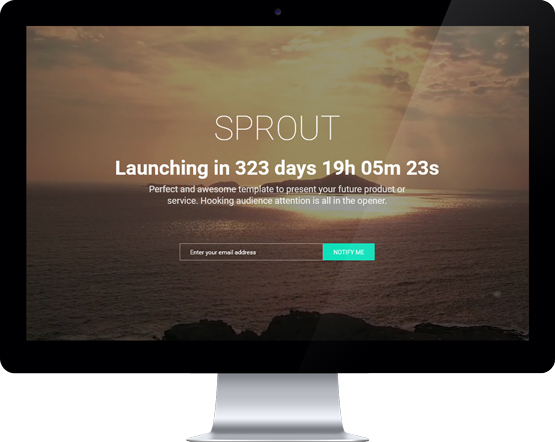 SPROUT
Launching in 323 days 19h 05m 23s
Perfect and awesome template to present your future product or
service. Hooking audience attention is all in the opener.
Enter your email address
NOTIFY ME